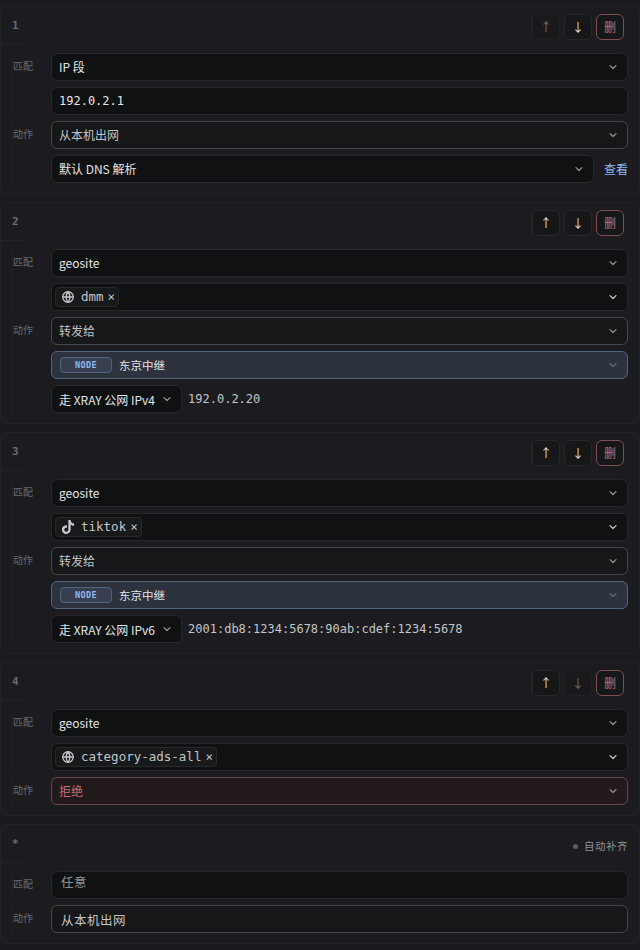 1 ↑ ↓ 删
匹配 IP 段
192.0.2.1
动作 从本机出网
默认 DNS 解析 查看
2 ↑ ↓ 删
匹配 geosite
dmm ×
动作 转发给
NODE 东京中继
走 XRAY 公网 IPv4 192.0.2.20
3 ↑ ↓ 删
匹配 geosite
tiktok ×
动作 转发给
NODE 东京中继
走 XRAY 公网 IPv6 2001:db8:1234:5678:90ab:cdef:1234:5678
4 ↑ ↓ 删
匹配 geosite
category-ads-all ×
动作 拒绝
* 自动补齐
匹配 任意
动作 从本机出网